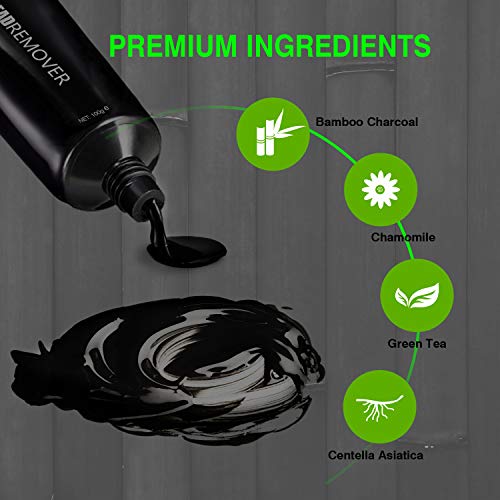 PREMIUM INGREDIENTS
REMOVER
NET. 100g ℮
Bamboo Charcoal
Chamomile
Green Tea
Centella Asiatica